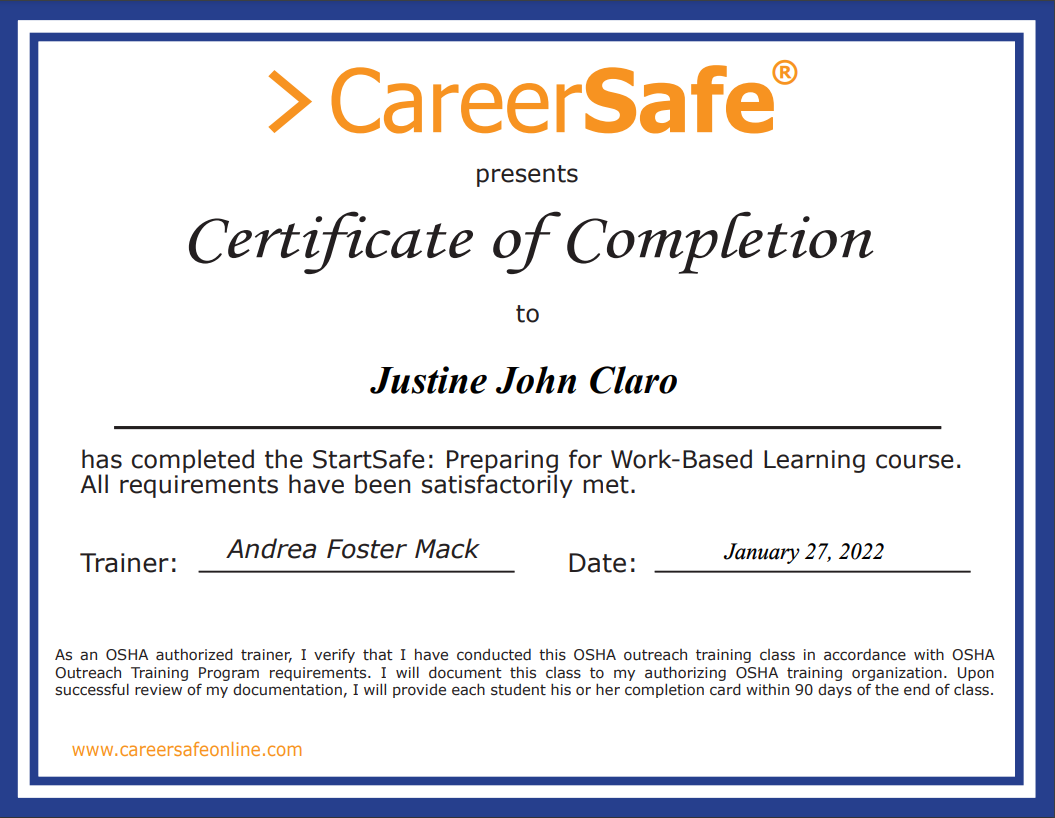 > CareerSafe®
presents
Certificate of Completion
to
Justine John Claro
has completed the StartSafe: Preparing for Work-Based Learning course.
All requirements have been satisfactorily met.
Trainer: Andrea Foster Mack Date: January 27, 2022
As an OSHA authorized trainer, I verify that I have conducted this OSHA outreach training class in accordance with OSHA
Outreach Training Program requirements. I will document this class to my authorizing OSHA training organization. Upon
successful review of my documentation, I will provide each student his or her completion card within 90 days of the end of class.
www.careersafeonline.com